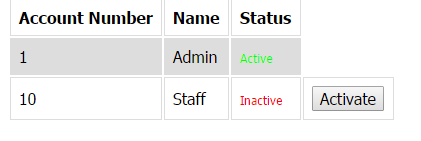 Account Number Name Status
1 Admin Active
10 Staff Inactive Activate